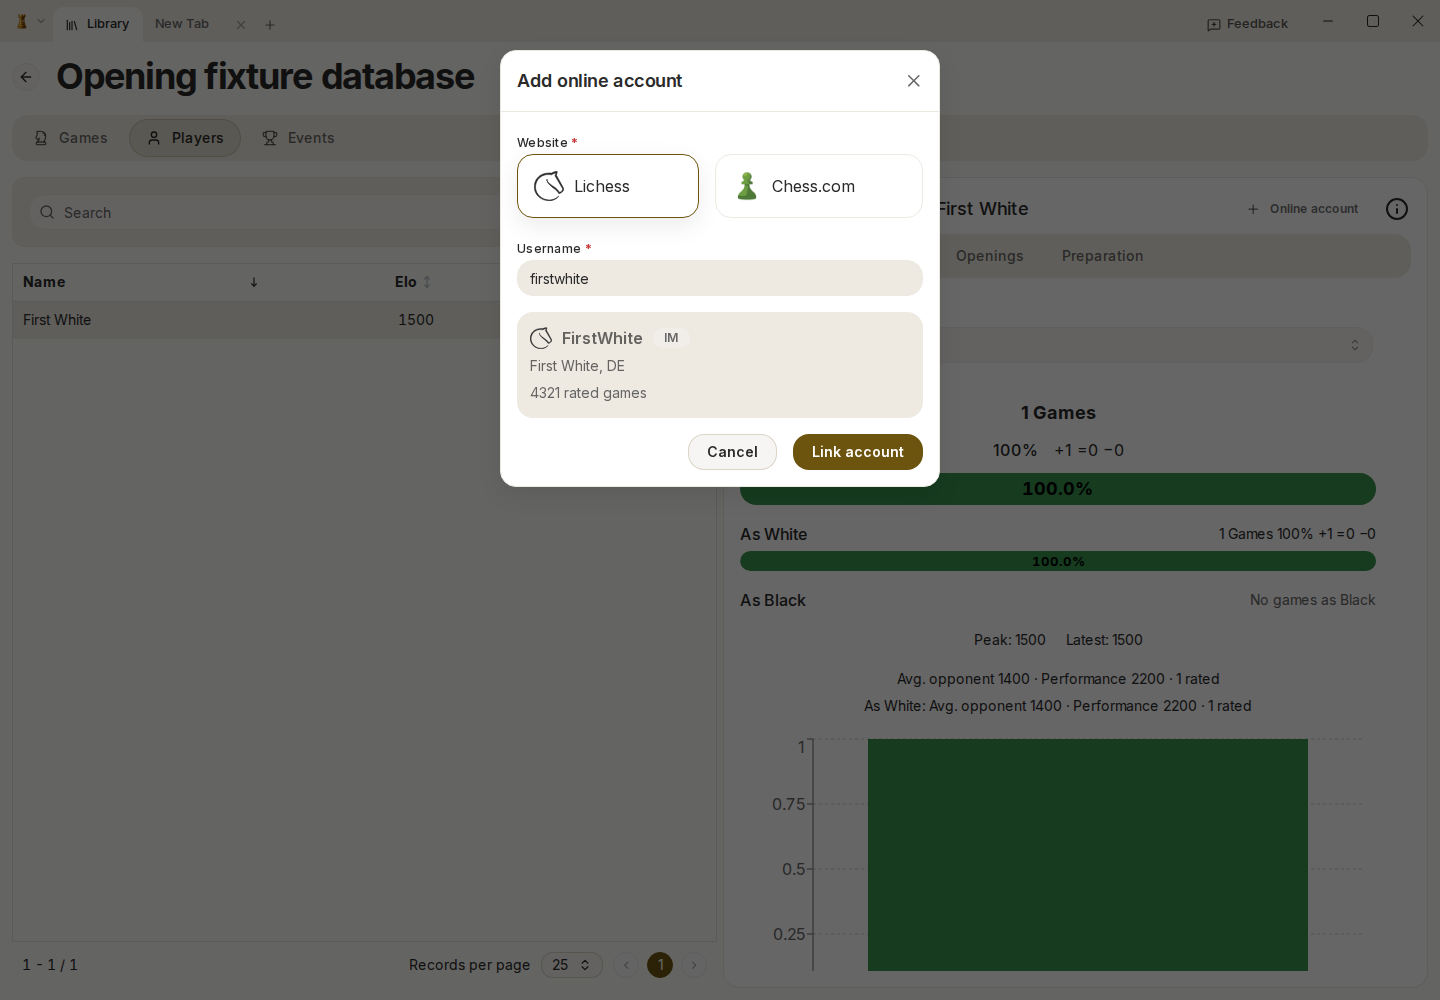 Library
New Tab
Feedback
Opening fixture database
Games
Players
Events
Search
Name
Elo
First White
1500
1 - 1 / 1
Records per page
25
1
Add online account
Website *
Lichess
Chess.com
Username *
firstwhite
FirstWhite
IM
First White, DE
4321 rated games
Cancel
Link account
First White
Online account
Openings
Preparation
1 Games
100% +1 =0 −0
100.0%
As White
1 Games 100% +1 =0 −0
100.0%
As Black
No games as Black
Peak: 1500 Latest: 1500
Avg. opponent 1400 · Performance 2200 · 1 rated
As White: Avg. opponent 1400 · Performance 2200 · 1 rated
1
0.75
0.5
0.25